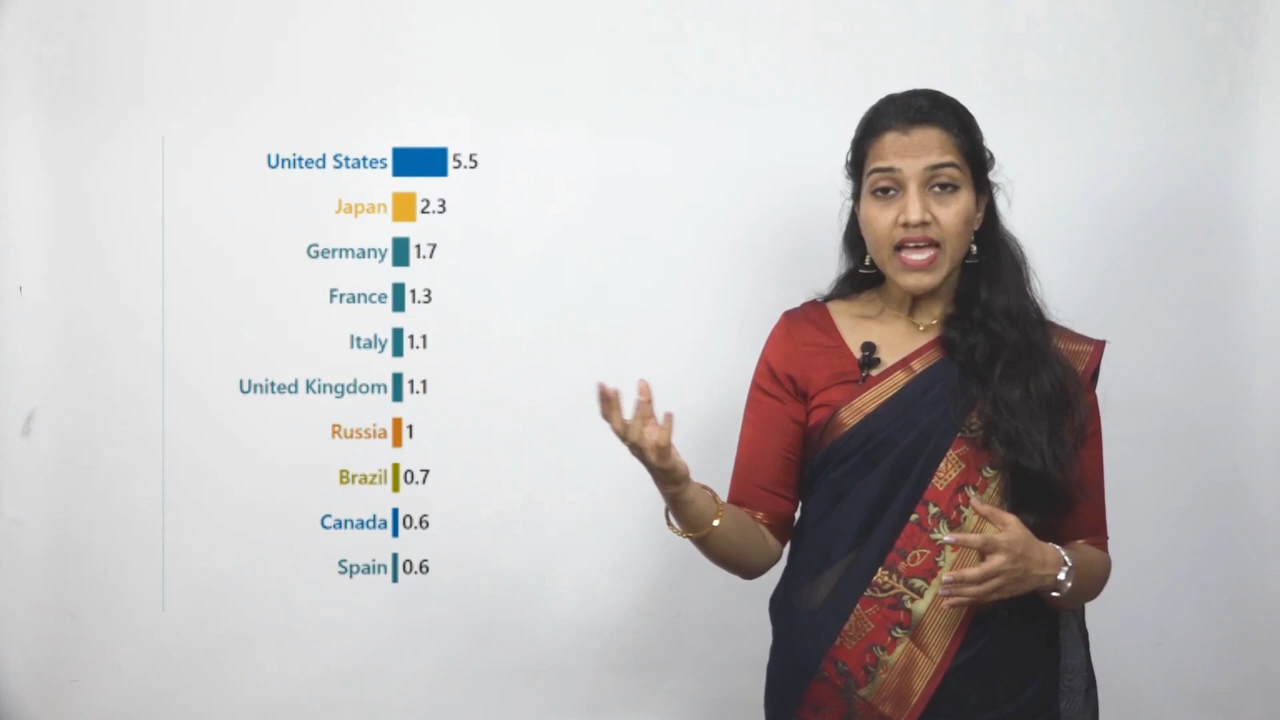 United States 5.5
Japan 2.3
Germany 1.7
France 1.3
Italy 1.1
United Kingdom 1.1
Russia 1
Brazil 0.7
Canada 0.6
Spain 0.6